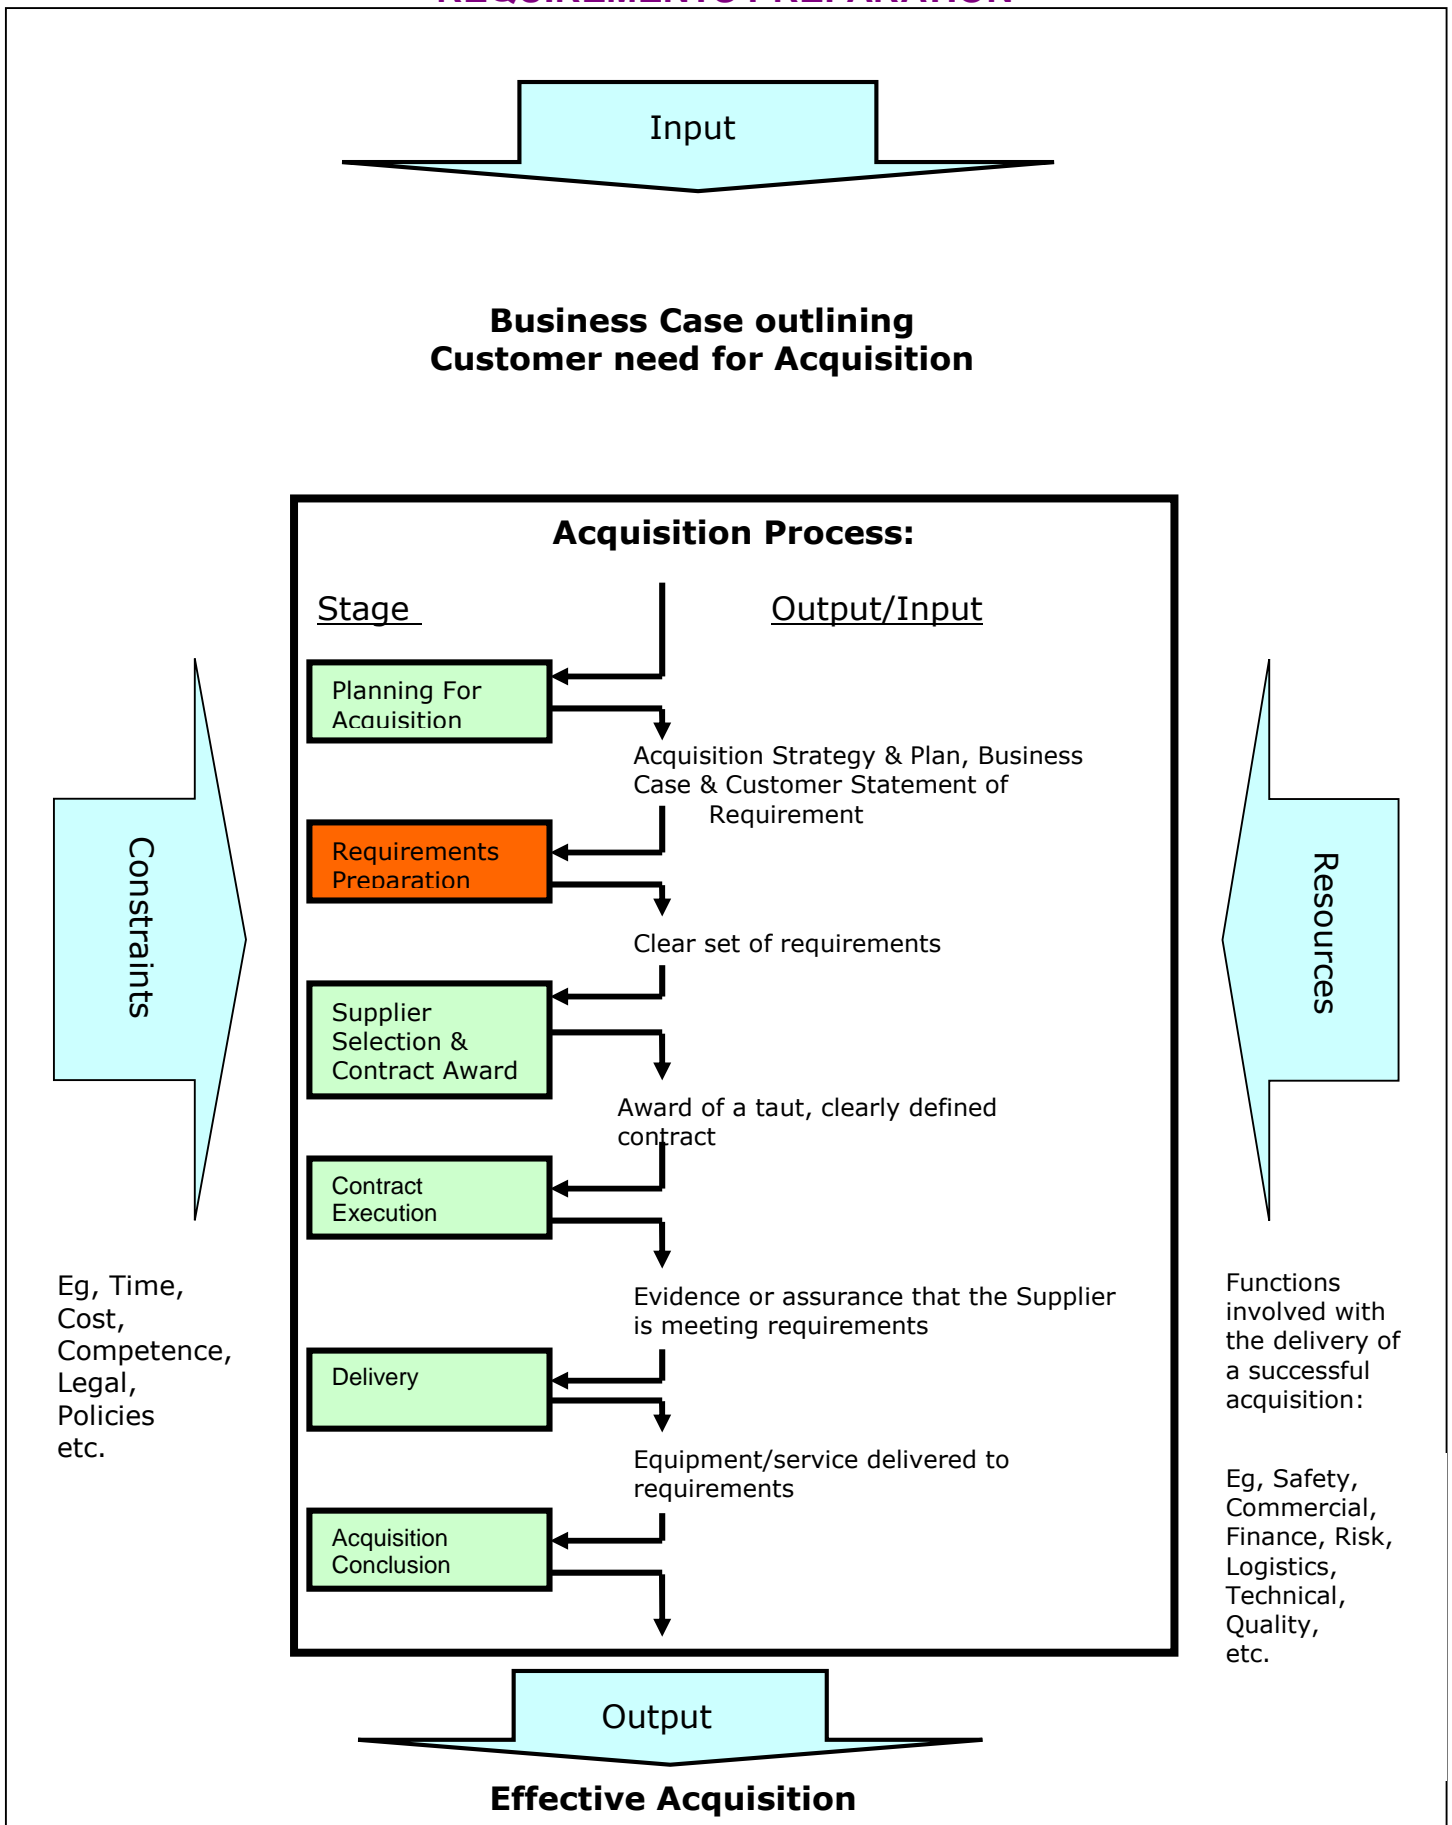 REQUIREMENTS PREPARATION
Input
Business Case outlining
Customer need for Acquisition
Acquisition Process:
Stage
Output/Input
Planning For
Acquisition
Acquisition Strategy & Plan, Business
Case & Customer Statement of
Requirement
Requirements
Preparation
Clear set of requirements
Supplier
Selection &
Contract Award
Award of a taut, clearly defined
contract
Contract
Execution
Evidence or assurance that the Supplier
is meeting requirements
Delivery
Equipment/service delivered to
requirements
Acquisition
Conclusion
Constraints
Eg, Time,
Cost,
Competence,
Legal,
Policies
etc.
Resources
Functions
involved with
the delivery of
a successful
acquisition:
Eg, Safety,
Commercial,
Finance, Risk,
Logistics,
Technical,
Quality,
etc.
Output
Effective Acquisition